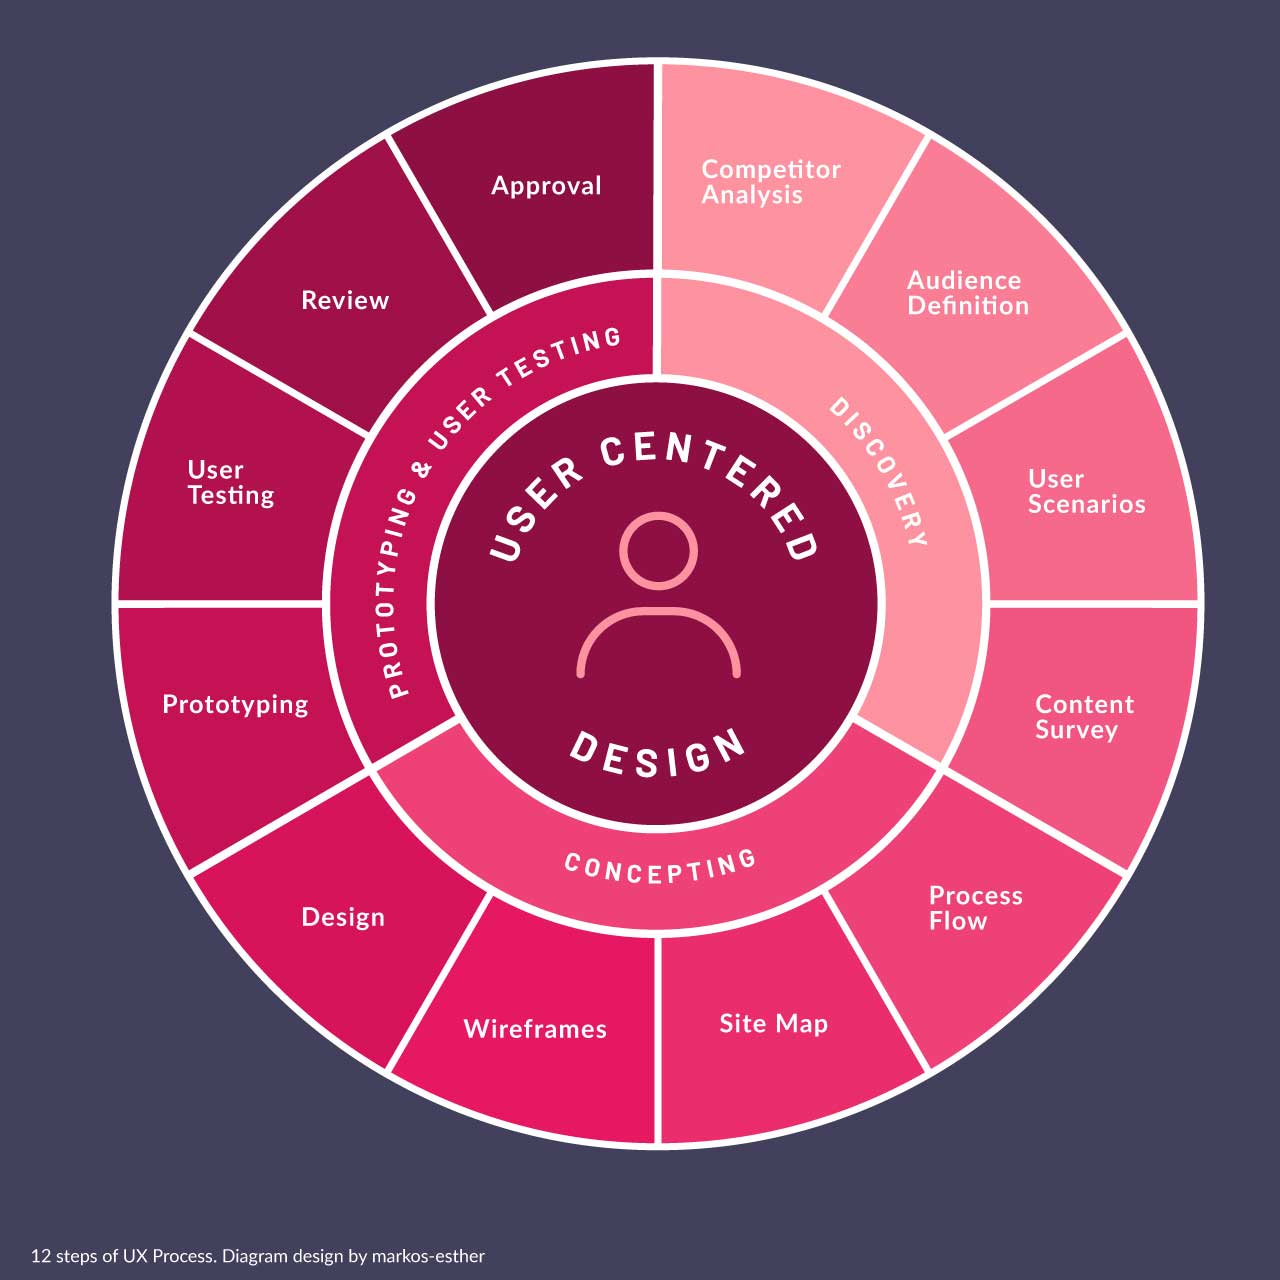 USER CENTERED
DESIGN
DISCOVERY
CONCEPTING
PROTOTYPING & USER TESTING
Competitor
Analysis
Audience
Definition
User
Scenarios
Content
Survey
Process
Flow
Site Map
Wireframes
Design
Prototyping
User
Testing
Review
Approval
12 steps of UX Process. Diagram design by markos-esther